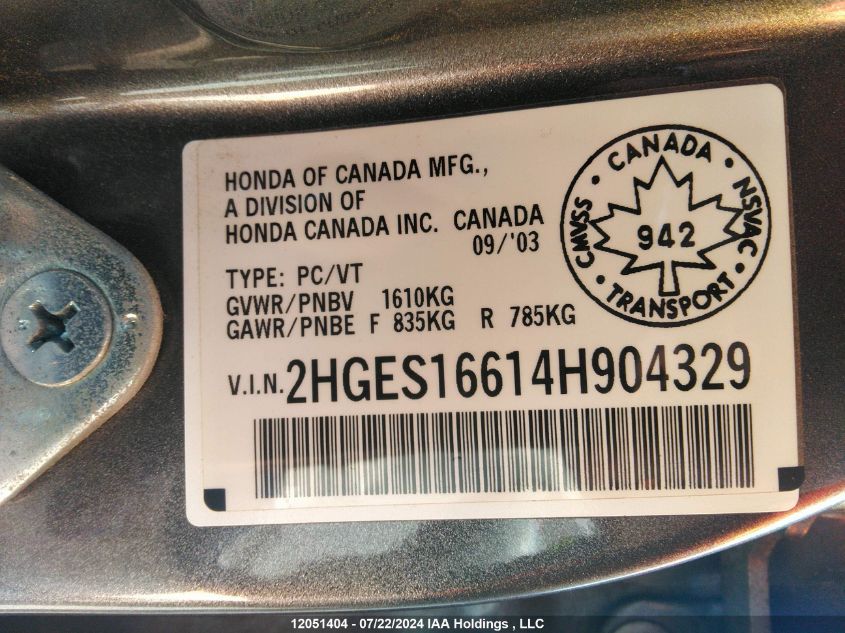 HONDA OF CANADA MFG.,
A DIVISION OF
HONDA CANADA INC. CANADA
09/'03
TYPE: PC/VT
GVWR/PNBV 1610KG
GAWR/PNBE F 835KG R 785KG
V.I.N. 2HGES16614H904329
CMVSS • CANADA • NSVAC • TRANSPORT •
942
12051404 - 07/22/2024 IAA Holdings , LLC